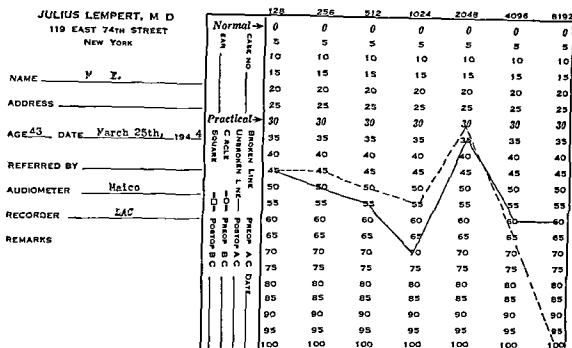 JULIUS LEMPERT, M D
119 EAST 74TH STREET
NEW YORK
NAME
ADDRESS
AGE 43 DATE March 25th, 1944
REFERRED BY
AUDIOMETER Maico
RECORDER LAC
REMARKS
EAR CASE NO
SQUARE CIRCLE UNBROKEN LINE BROKEN LINE
POSTOP B C PREOP B C POSTOP A C PREOP A C DATE
128 256 512 1024 2048 4096 8192
Normal→ 0 0 0 0 0 0 0
5 5 5 5 5 5 5
10 10 10 10 10 10 10
15 15 15 15 15 15 15
20 20 20 20 20 20 20
25 25 25 25 25 25 25
Practical→ 30 30 30 30 30 30 30
35 35 35 35 35 35 35
40 40 40 40 40 40 40
45 45 45 45 45 45 45
50 50 50 50 50 50 50
55 55 55 55 55 55 55
60 60 60 60 60 60 60
65 65 65 65 65 65 65
70 70 70 70 70 70 70
75 75 75 75 75 75 75
80 80 80 80 80 80 80
85 85 85 85 85 85 85
90 90 90 90 90 90 90
95 95 95 95 95 95 95
100 100 100 100 100 100 100